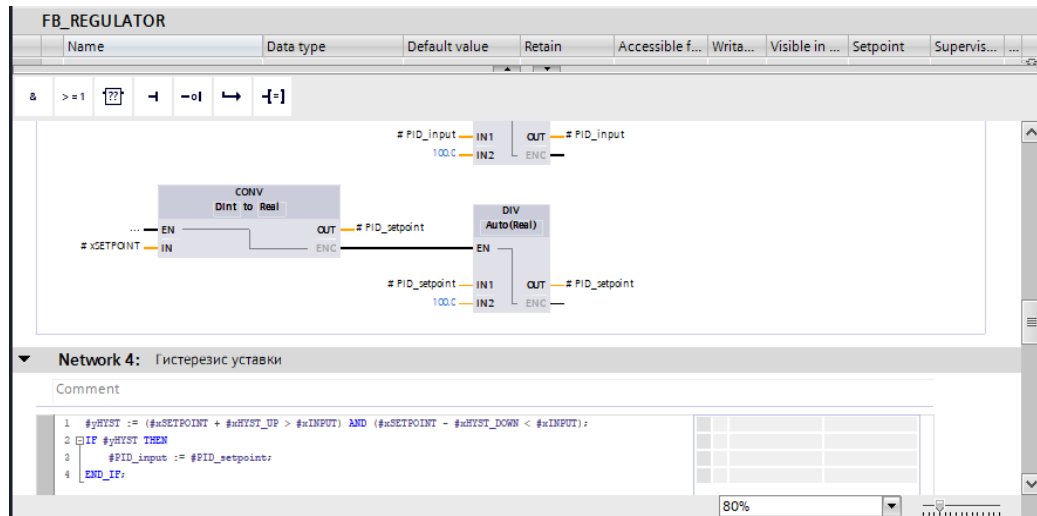 FB_REGULATOR
Name Data type Default value Retain Accessible f... Writa... Visible in ... Setpoint Supervis... ...
& >=1 ??
# PID_input IN1 OUT # PID_input
100.0 IN2 ENC
CONV
Dint to Real
... EN OUT # PID_setpoint
# xSETPOINT IN ENC
DIV
Auto (Real)
EN
# PID_setpoint IN1 OUT # PID_setpoint
100.0 IN2 ENC
Network 4: Гистерезис уставки
Comment
1 #yHYST := (#xSETPOINT + #xHYST_UP > #xINPUT) AND (#xSETPOINT - #xHYST_DOWN < #xINPUT);
2 IF #yHYST THEN
3 #PID_input := #PID_setpoint;
4 END_IF;
80%